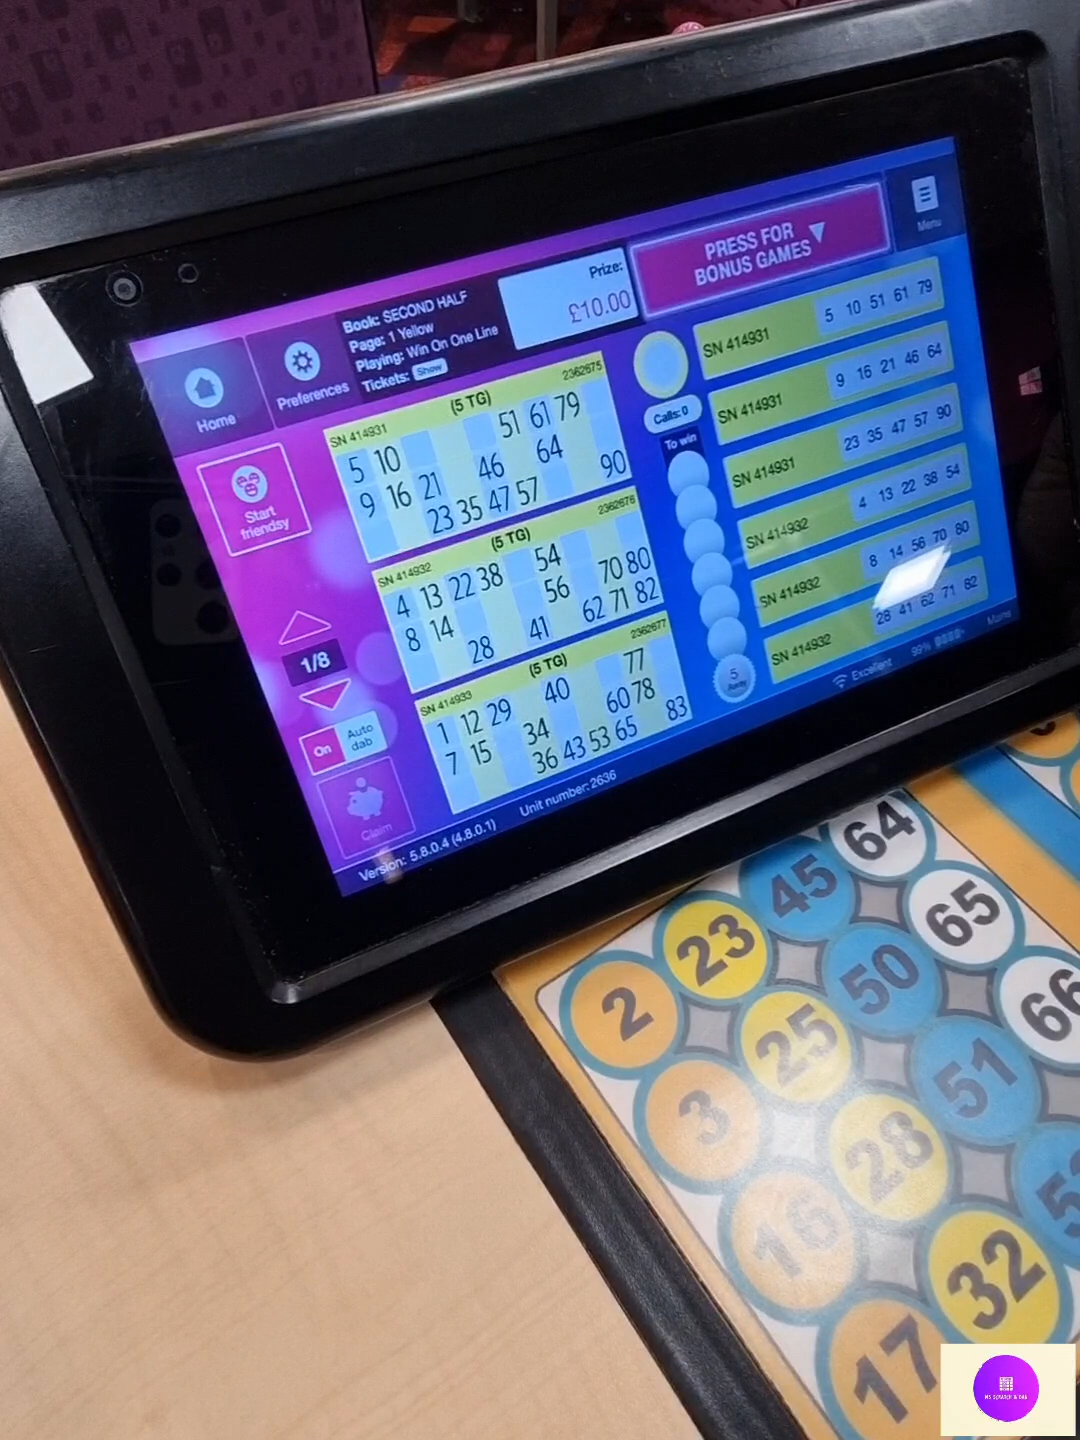 Home
Preferences
Book: SECOND HALF
Page: 1 Yellow
Playing: Win On One Line
Tickets: Show
Prize:
£10.00
PRESS FOR
BONUS GAMES
Menu
Start
friendsy
1/8
On
Auto
dab
Claim
SN 414931 (5 TG) 2362675
5 10 51 61 79
9 16 21 46 64
23 35 47 57 90
SN 414932 (5 TG) 2362676
4 13 22 38 54
8 14 56 70 80
28 41 62 71 82
SN 414933 (5 TG) 2362677
1 12 29 40 77
7 15 34 60 78
36 43 53 65 83
Calls: 0
To win
5
Away
SN 414931 5 10 51 61 79
SN 414931 9 16 21 46 64
SN 414931 23 35 47 57 90
SN 414932 4 13 22 38 54
SN 414932 8 14 56 70 80
SN 414932 28 41 62 71 82
Version: 5.8.0.4 (4.8.0.1)
Unit number: 2636
Excellent
99%
Mains
2 23 45 64
3 25 50 65
16 28 51 66
17 32
MS SCRATCH & DAB